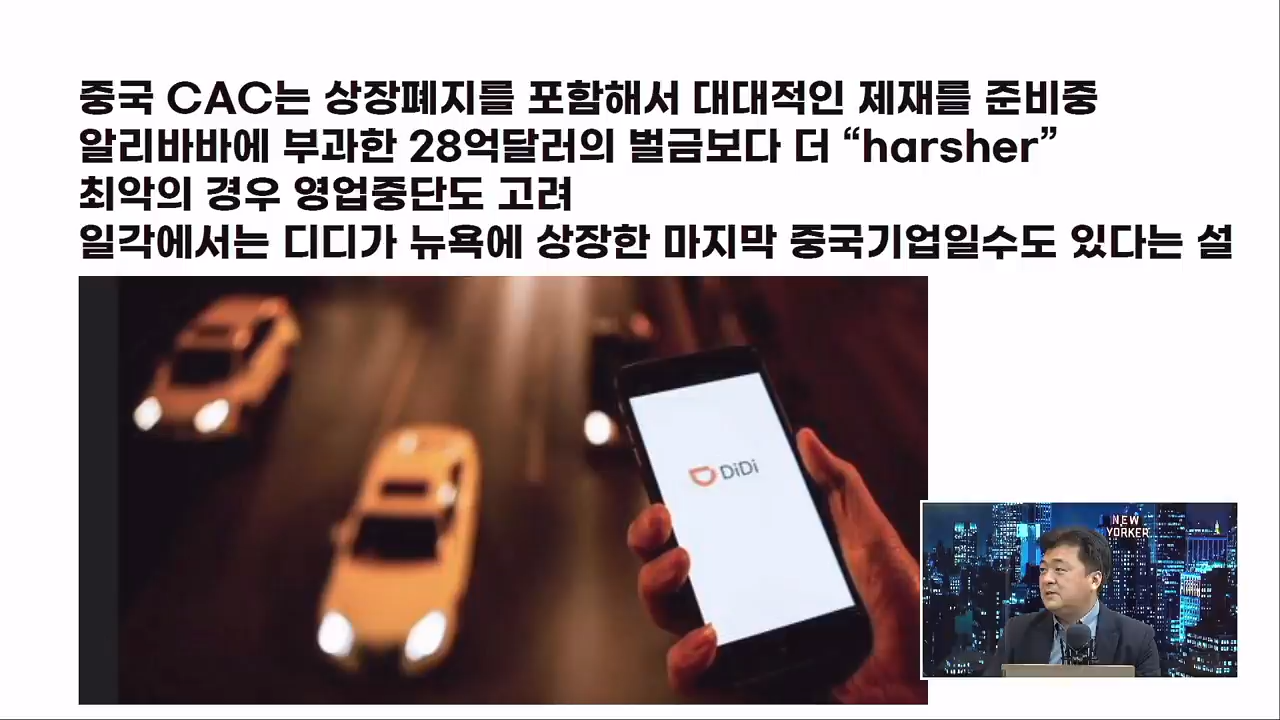 중국 CAC는 상장폐지를 포함해서 대대적인 제재를 준비중
알리바바에 부과한 28억달러의 벌금보다 더 “harsher”
최악의 경우 영업중단도 고려
일각에서는 디디가 뉴욕에 상장한 마지막 중국기업일수도 있다는 설
DiDi
NEW
YORKER